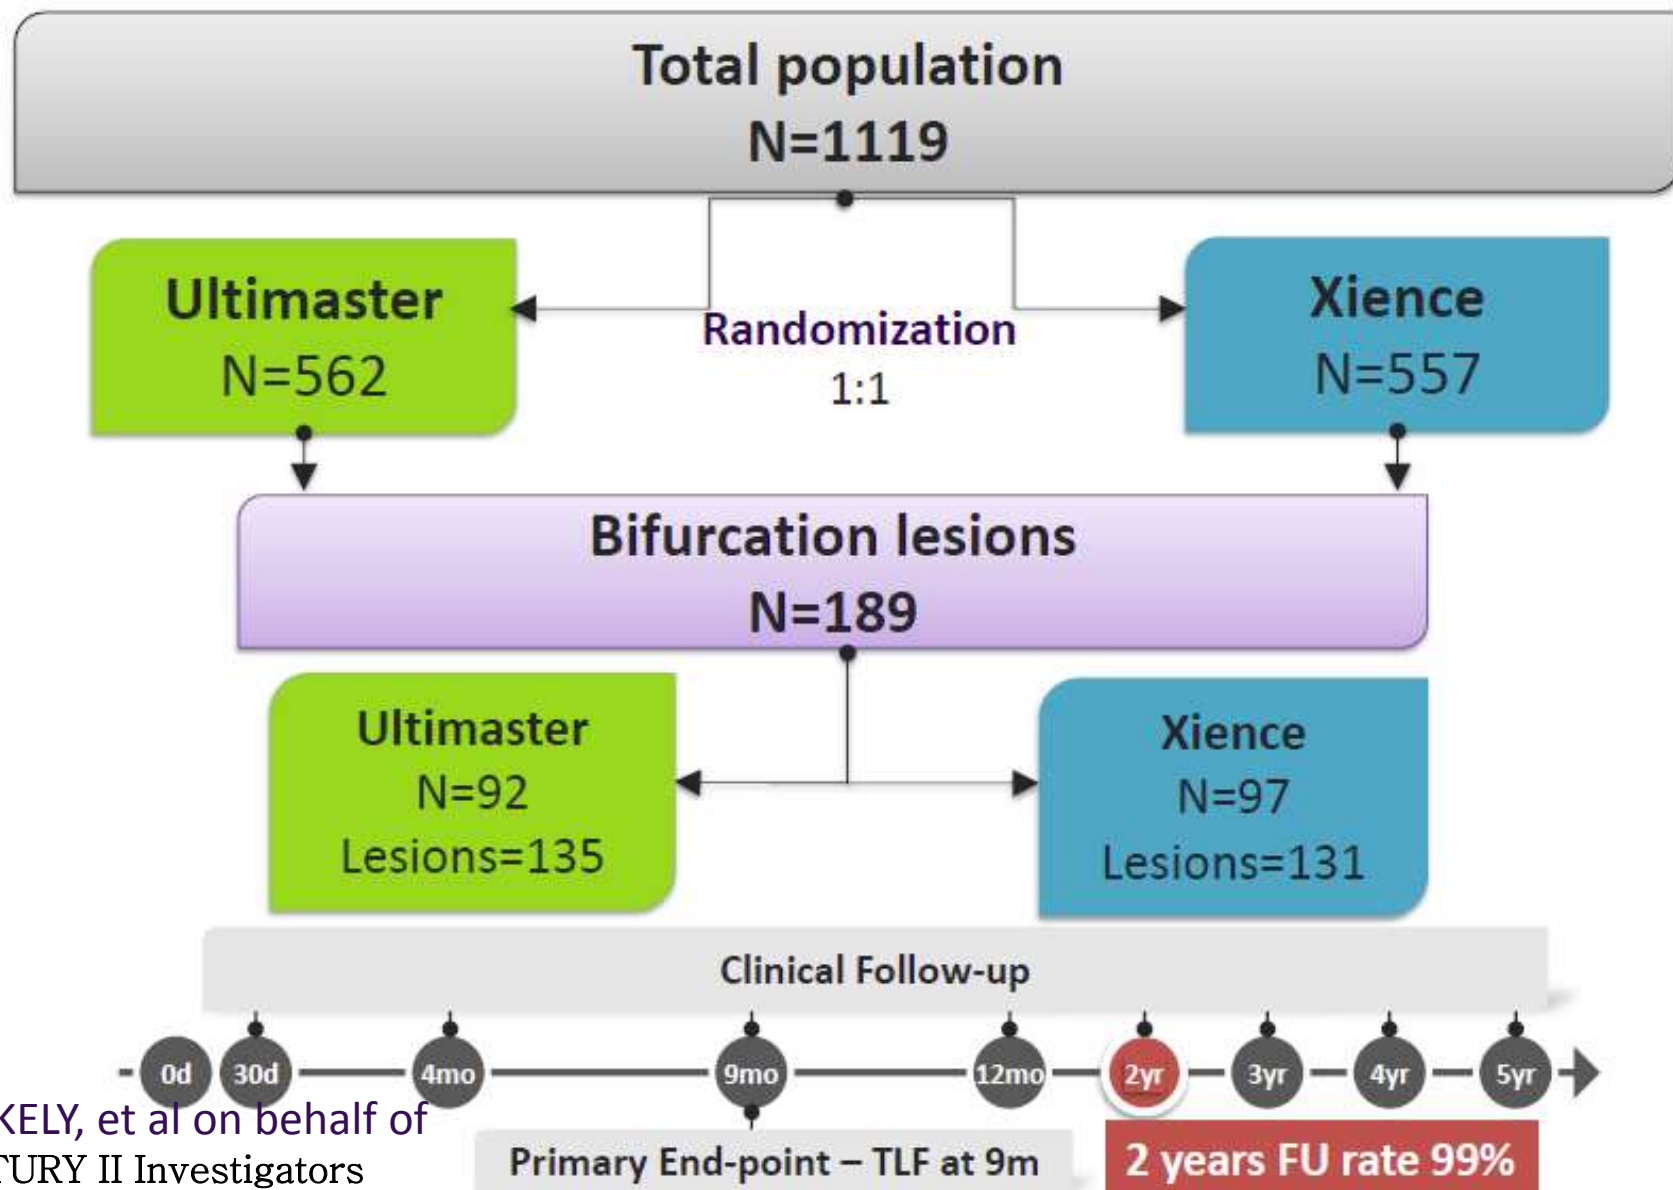 Total population
N=1119
Ultimaster
N=562
Randomization
1:1
Xience
N=557
Bifurcation lesions
N=189
Ultimaster
N=92
Lesions=135
Xience
N=97
Lesions=131
Clinical Follow-up
0d 30d 4mo 9mo 12mo 2yr 3yr 4yr 5yr
KELY, et al on behalf of
TURY II Investigators
Primary End-point – TLF at 9m
2 years FU rate 99%